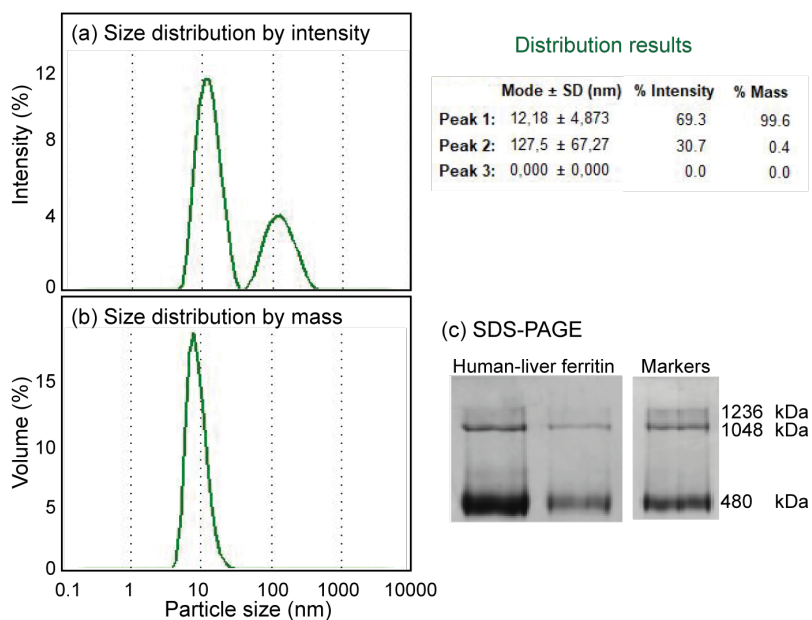 (a) Size distribution by intensity
Intensity (%)
12
8
4
0
(b) Size distribution by mass
Volume (%)
15
10
5
0
0.1 1 10 100 1000 10000
Particle size (nm)
Distribution results
Mode ± SD (nm) % Intensity % Mass
Peak 1: 12,18 ± 4,873 69.3 99.6
Peak 2: 127,5 ± 67,27 30.7 0.4
Peak 3: 0,000 ± 0,000 0.0 0.0
(c) SDS-PAGE
Human-liver ferritin Markers
1236 kDa
1048 kDa
480 kDa